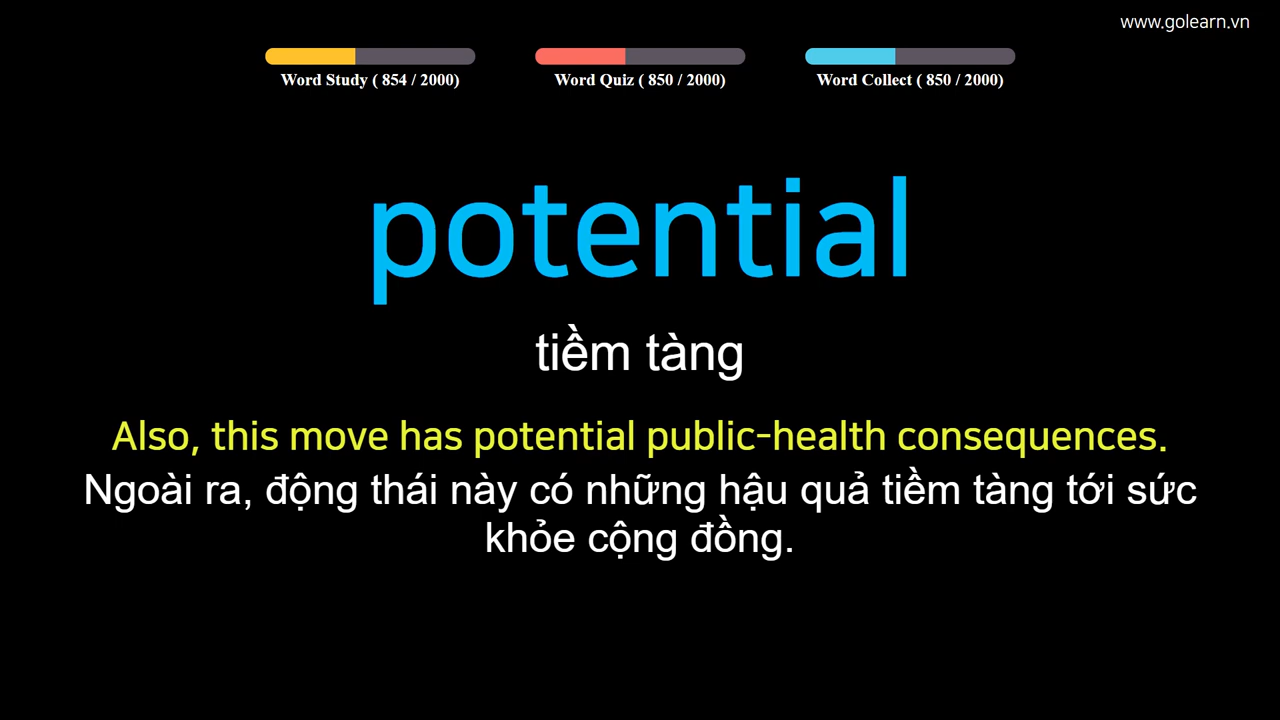 www.golearn.vn
Word Study ( 854 / 2000)
Word Quiz ( 850 / 2000)
Word Collect ( 850 / 2000)
potential
tiềm tàng
Also, this move has potential public-health consequences.
Ngoài ra, động thái này có những hậu quả tiềm tàng tới sức
khỏe cộng đồng.